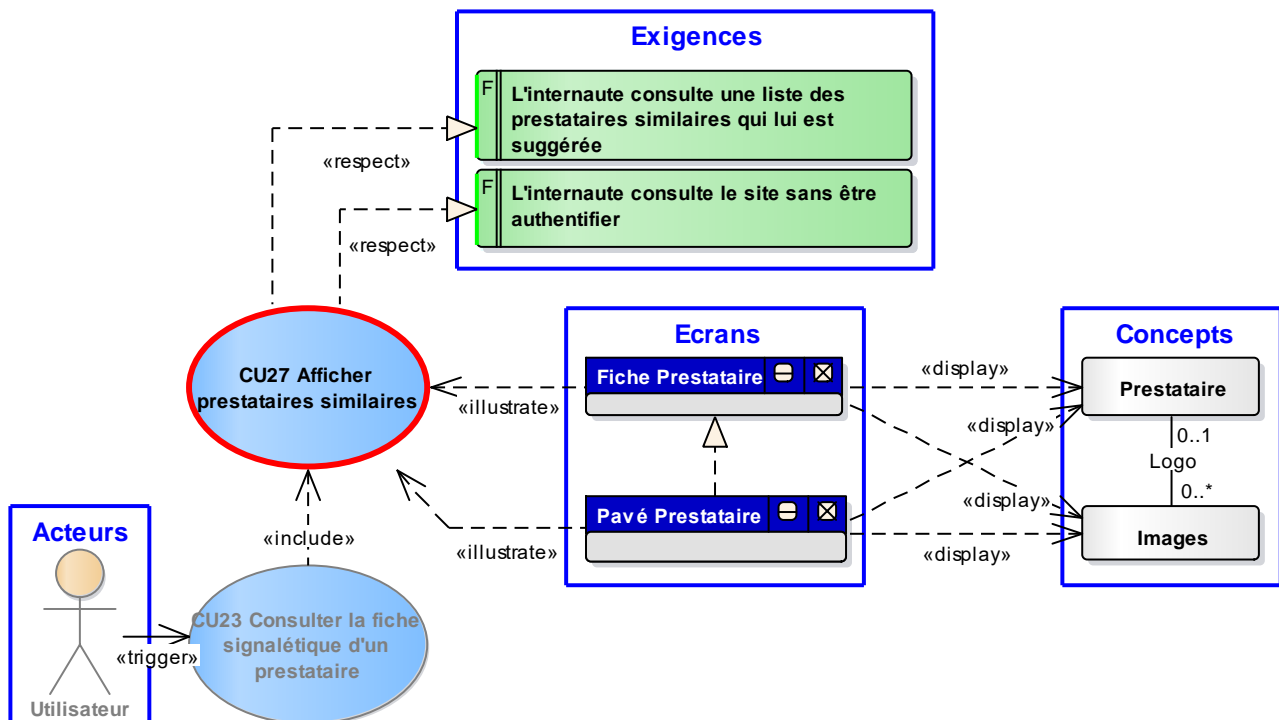 Exigences
F
L'internaute consulte une liste des
prestataires similaires qui lui est
suggérée
F
L'internaute consulte le site sans être
authentifier
«respect»
«respect»
CU27 Afficher
prestataires similaires
Ecrans
Fiche Prestataire
Pavé Prestataire
«illustrate»
«illustrate»
«display»
«display»
«display»
«display»
Concepts
Prestataire
0..1
Logo
0..*
Images
«include»
Acteurs
Utilisateur
«trigger»
CU23 Consulter la fiche
signalétique d'un
prestataire